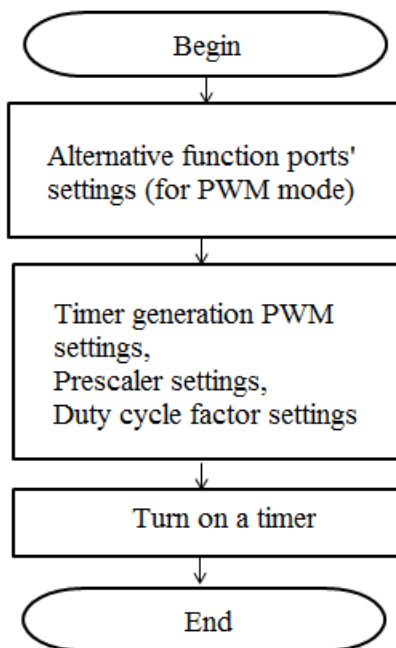 Begin
Alternative function ports'
settings (for PWM mode)
Timer generation PWM
settings,
Prescaler settings,
Duty cycle factor settings
Turn on a timer
End